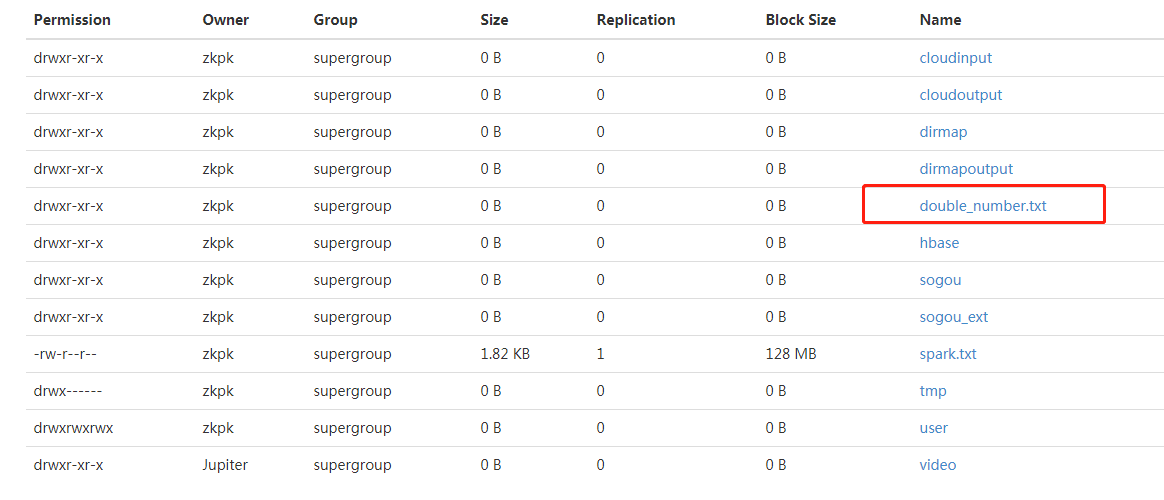 Permission Owner Group Size Replication Block Size Name
drwxr-xr-x zkpk supergroup 0 B 0 0 B cloudinput
drwxr-xr-x zkpk supergroup 0 B 0 0 B cloudoutput
drwxr-xr-x zkpk supergroup 0 B 0 0 B dirmap
drwxr-xr-x zkpk supergroup 0 B 0 0 B dirmapoutput
drwxr-xr-x zkpk supergroup 0 B 0 0 B double_number.txt
drwxr-xr-x zkpk supergroup 0 B 0 0 B hbase
drwxr-xr-x zkpk supergroup 0 B 0 0 B sogou
drwxr-xr-x zkpk supergroup 0 B 0 0 B sogou_ext
-rw-r--r-- zkpk supergroup 1.82 KB 1 128 MB spark.txt
drwx------ zkpk supergroup 0 B 0 0 B tmp
drwxrwxrwx zkpk supergroup 0 B 0 0 B user
drwxr-xr-x Jupiter supergroup 0 B 0 0 B video